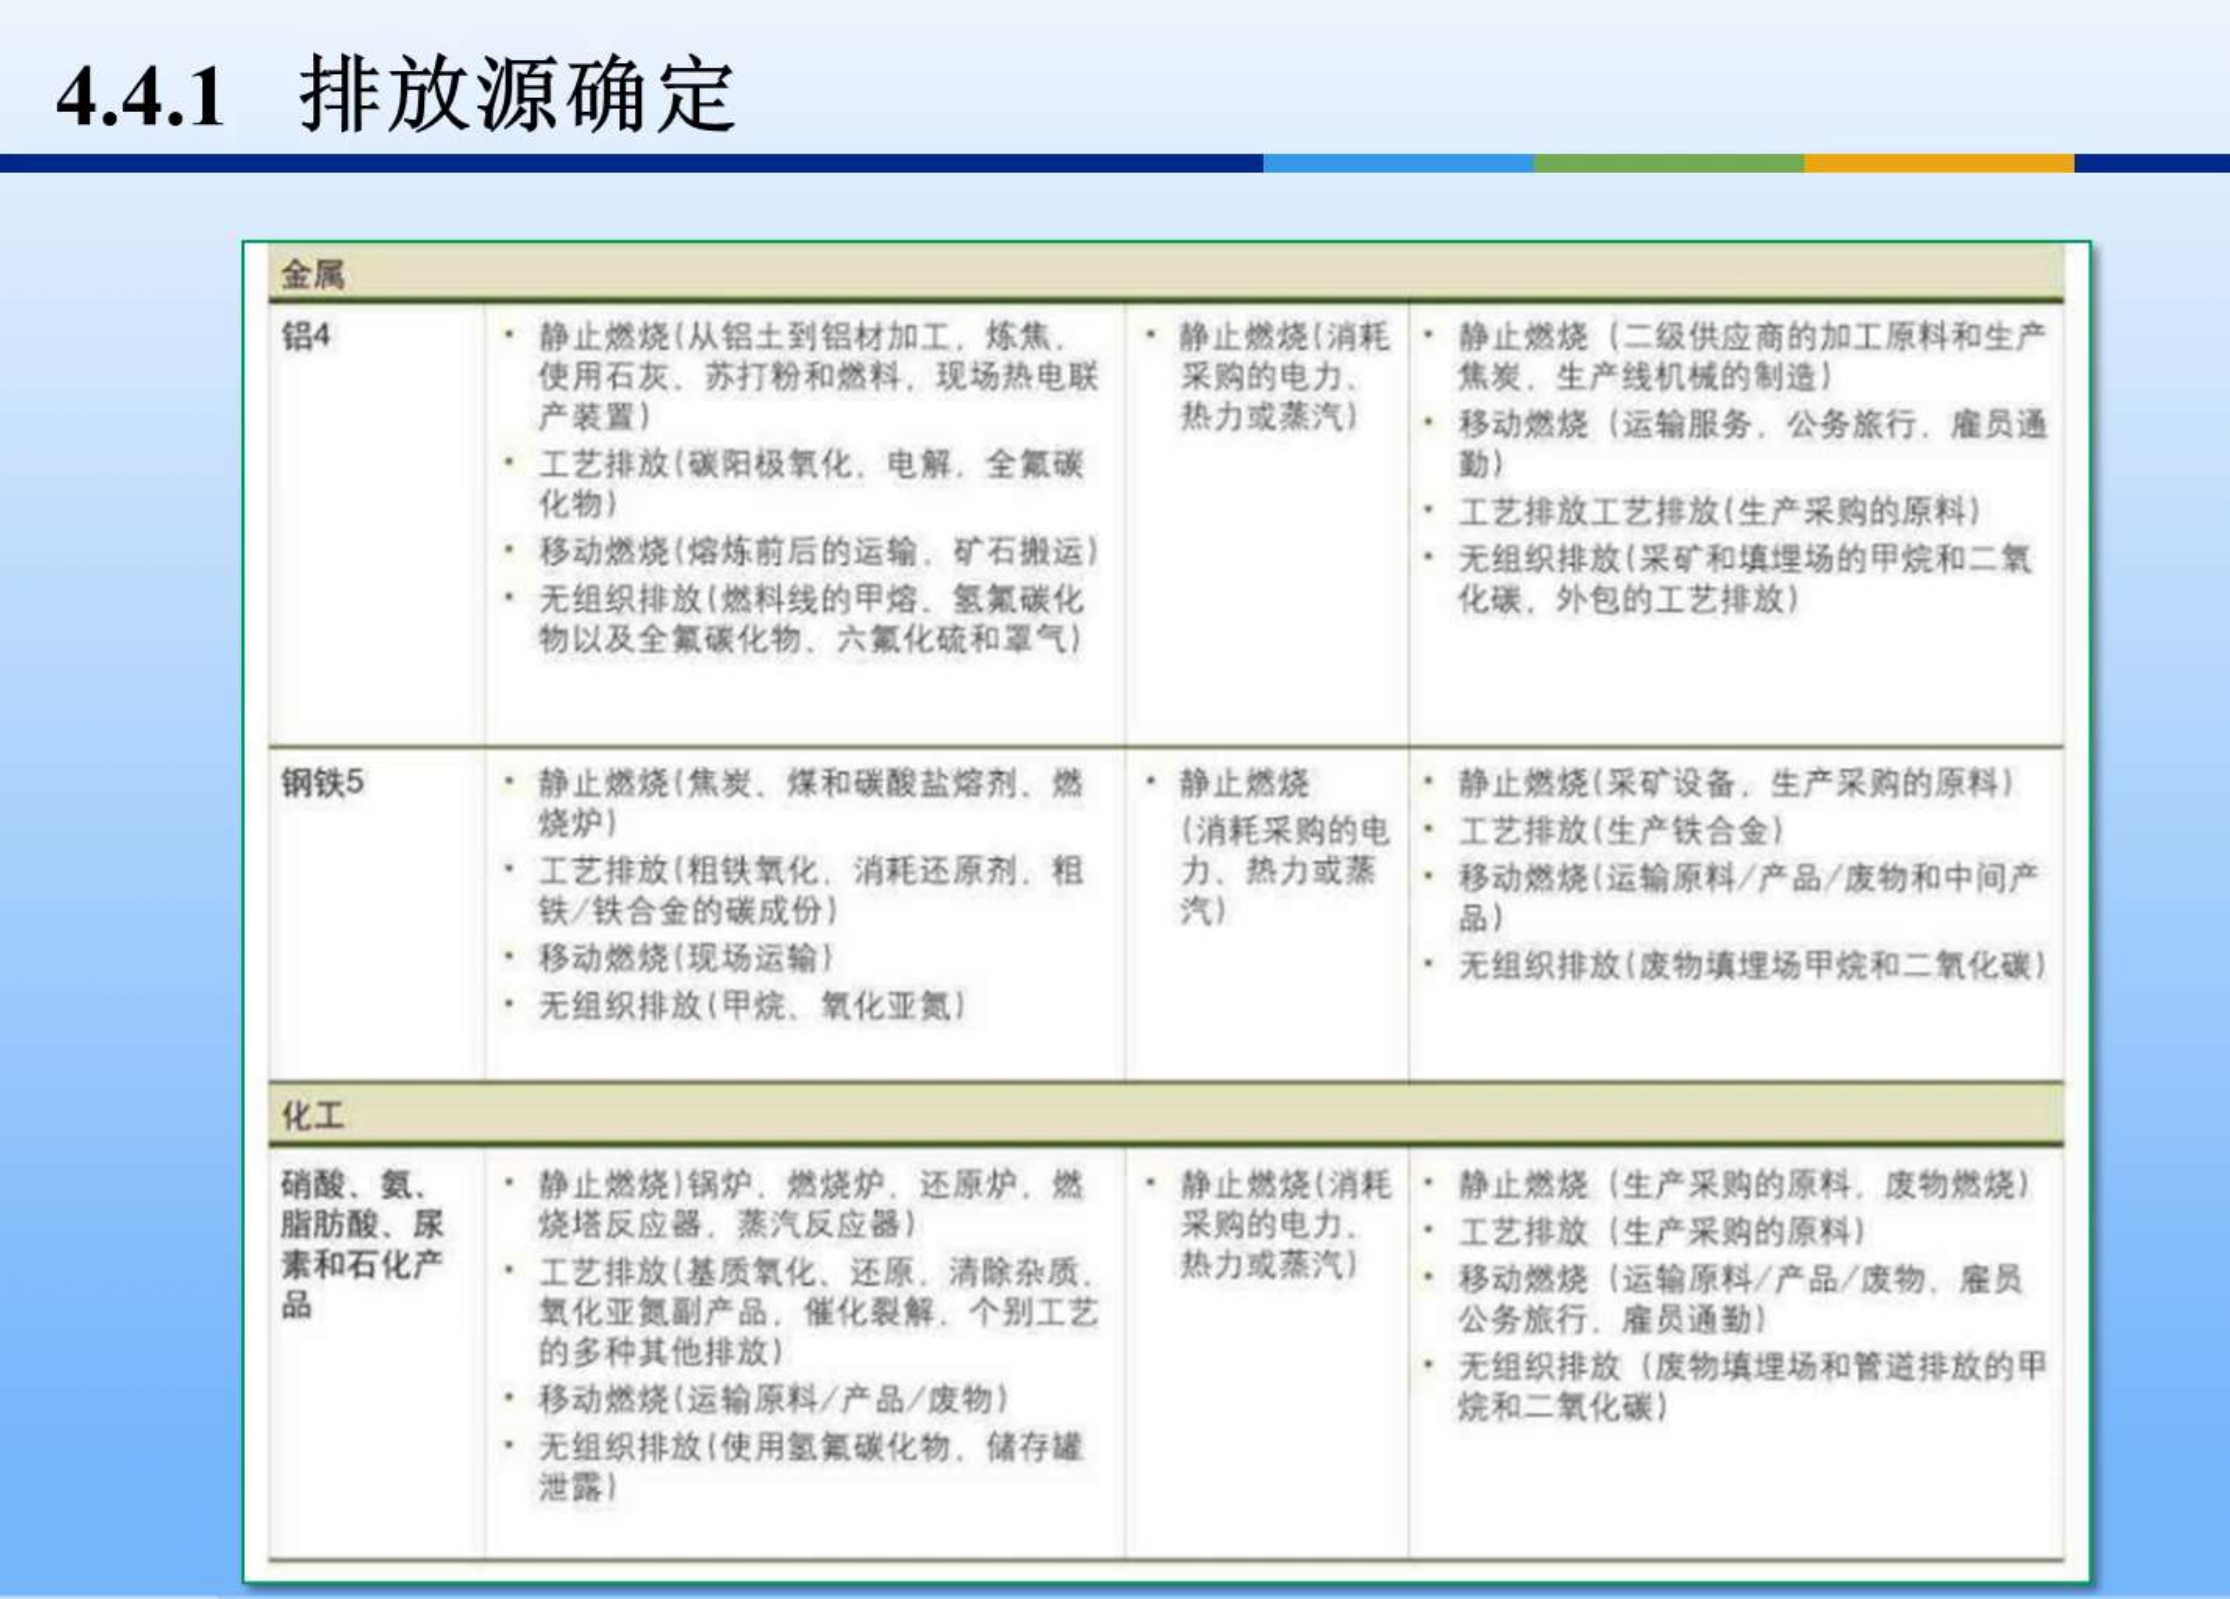 4.4.1 排放源确定
金属
铝4
• 静止燃烧(从铝土到铝材加工、炼焦、
使用石灰、苏打粉和燃料，现场热电联
产装置)
• 工艺排放(碳阳极氧化、电解、全氟碳
化物)
• 移动燃烧(熔炼前后的运输、矿石搬运)
• 无组织排放(燃料线的甲熔、氢氟碳化
物以及全氟碳化物、六氟化硫和罩气)
• 静止燃烧(消耗
采购的电力、
热力或蒸汽)
• 静止燃烧（二级供应商的加工原料和生产
焦炭、生产线机械的制造)
• 移动燃烧（运输服务、公务旅行、雇员通
勤)
• 工艺排放工艺排放(生产采购的原料)
• 无组织排放(采矿和填埋场的甲烷和二氧
化碳、外包的工艺排放)
钢铁5
• 静止燃烧(焦炭、煤和碳酸盐熔剂、燃
烧炉)
• 工艺排放(粗铁氧化、消耗还原剂、粗
铁/铁合金的碳成份)
• 移动燃烧(现场运输)
• 无组织排放(甲烷、氧化亚氮)
• 静止燃烧
(消耗采购的电
力、热力或蒸
汽)
• 静止燃烧(采矿设备、生产采购的原料)
• 工艺排放(生产铁合金)
• 移动燃烧(运输原料/产品/废物和中间产
品)
• 无组织排放(废物填埋场甲烷和二氧化碳)
化工
硝酸、氨、
脂肪酸、尿
素和石化产
品
• 静止燃烧)锅炉、燃烧炉、还原炉、燃
烧塔反应器、蒸汽反应器)
• 工艺排放(基质氧化、还原、清除杂质、
氧化亚氮副产品、催化裂解、个别工艺
的多种其他排放)
• 移动燃烧(运输原料/产品/废物)
• 无组织排放(使用氢氟碳化物、储存罐
泄露)
• 静止燃烧(消耗
采购的电力、
热力或蒸汽)
• 静止燃烧（生产采购的原料、废物燃烧)
• 工艺排放（生产采购的原料)
• 移动燃烧（运输原料/产品/废物、雇员
公务旅行、雇员通勤)
• 无组织排放（废物填埋场和管道排放的甲
烷和二氧化碳)